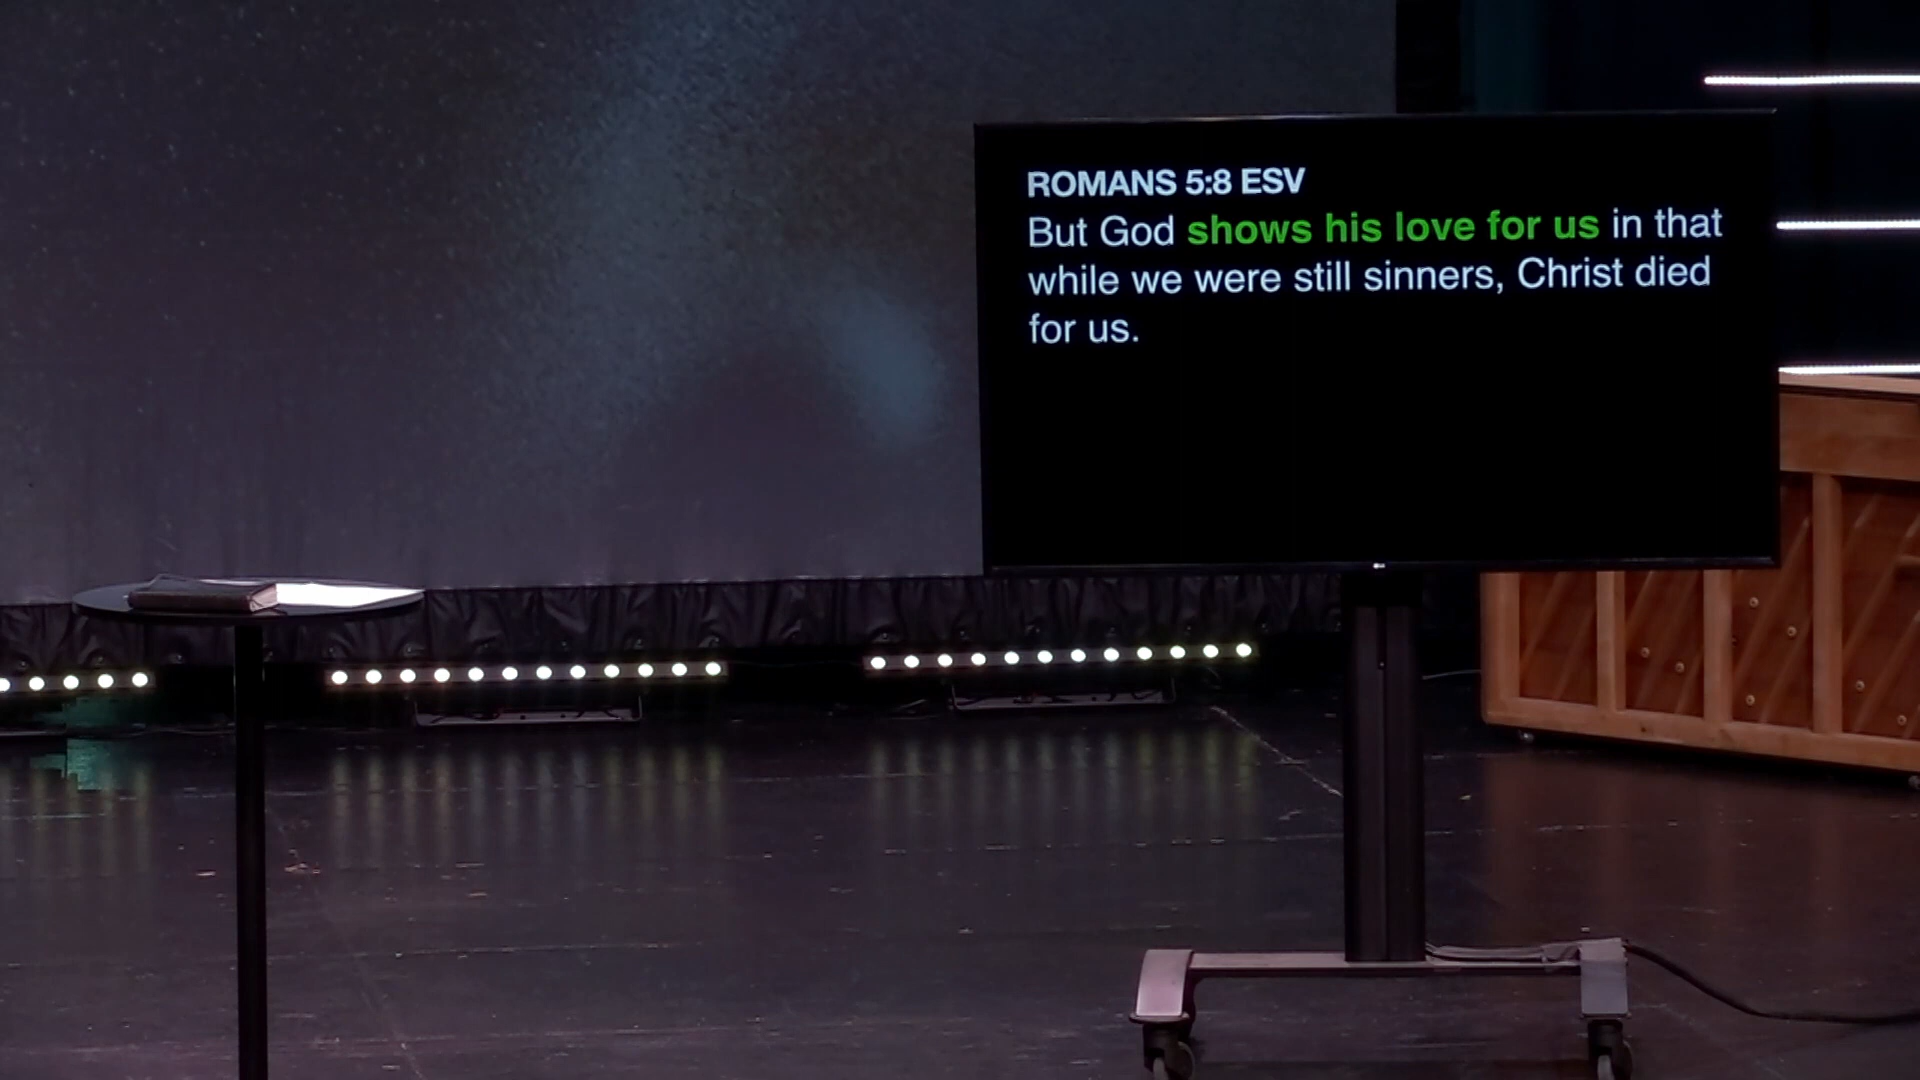 ROMANS 5:8 ESV
But God shows his love for us in that
while we were still sinners, Christ died
for us.